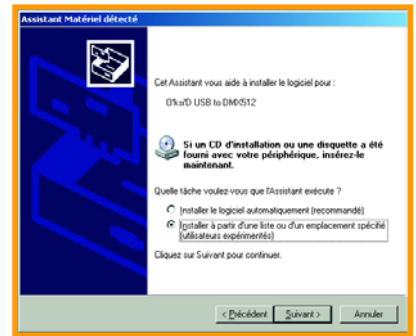 Assistant Matériel détecté
Cet Assistant vous aide à installer le logiciel pour :
USB to DMX512
Si un CD d'installation ou une disquette a été
fourni avec votre périphérique, insérez-le
maintenant.
Quelle tâche voulez-vous que l'Assistant exécute ?
Installer le logiciel automatiquement (recommandé)
Installer à partir d'une liste ou d'un emplacement spécifié
(utilisateurs expérimentés)
Cliquez sur Suivant pour continuer.
< Précédent
Suivant >
Annuler